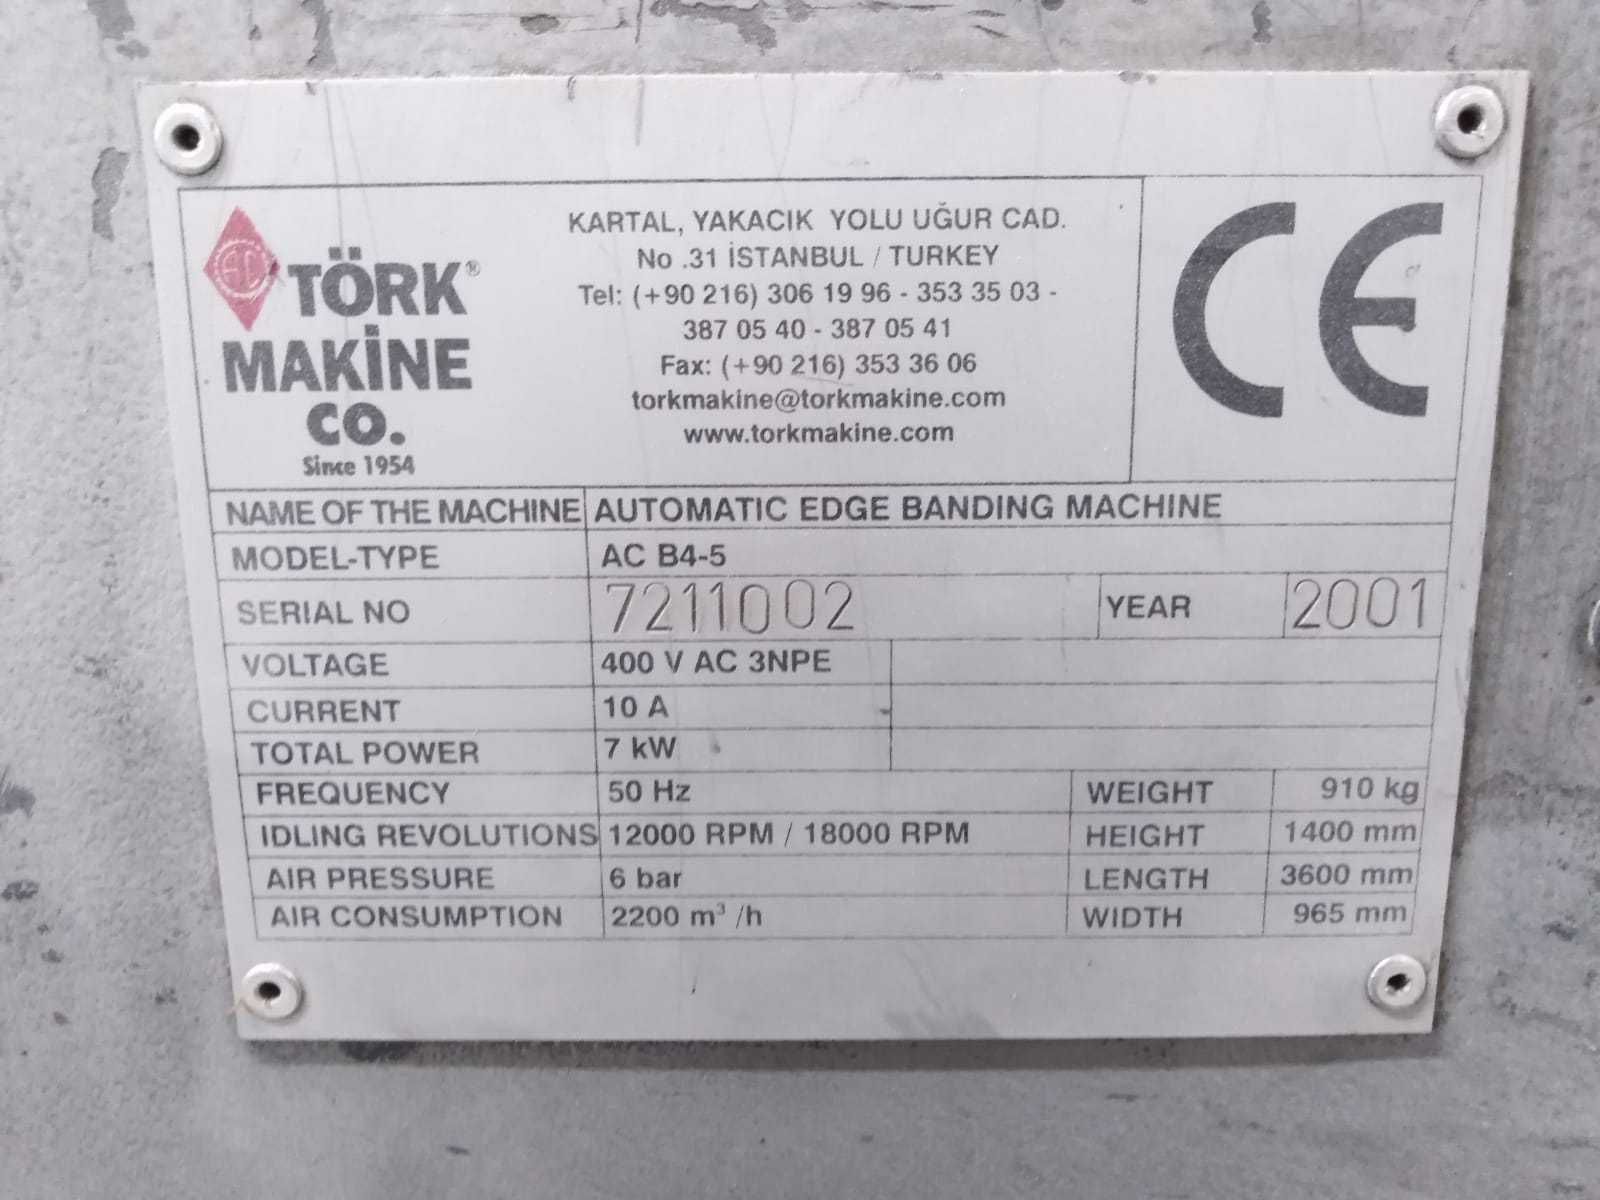 AC
TÖRK®
MAKİNE
CO.
Since 1954
KARTAL, YAKACIK YOLU UĞUR CAD.
No .31 İSTANBUL / TURKEY
Tel: (+90 216) 306 19 96 - 353 35 03 -
387 05 40 - 387 05 41
Fax: (+90 216) 353 36 06
torkmakine@torkmakine.com
www.torkmakine.com
CE
NAME OF THE MACHINE AUTOMATIC EDGE BANDING MACHINE
MODEL-TYPE AC B4-5
SERIAL NO 7211002 YEAR 2001
VOLTAGE 400 V AC 3NPE
CURRENT 10 A
TOTAL POWER 7 kW
FREQUENCY 50 Hz WEIGHT 910 kg
IDLING REVOLUTIONS 12000 RPM / 18000 RPM HEIGHT 1400 mm
AIR PRESSURE 6 bar LENGTH 3600 mm
AIR CONSUMPTION 2200 m³ /h WIDTH 965 mm